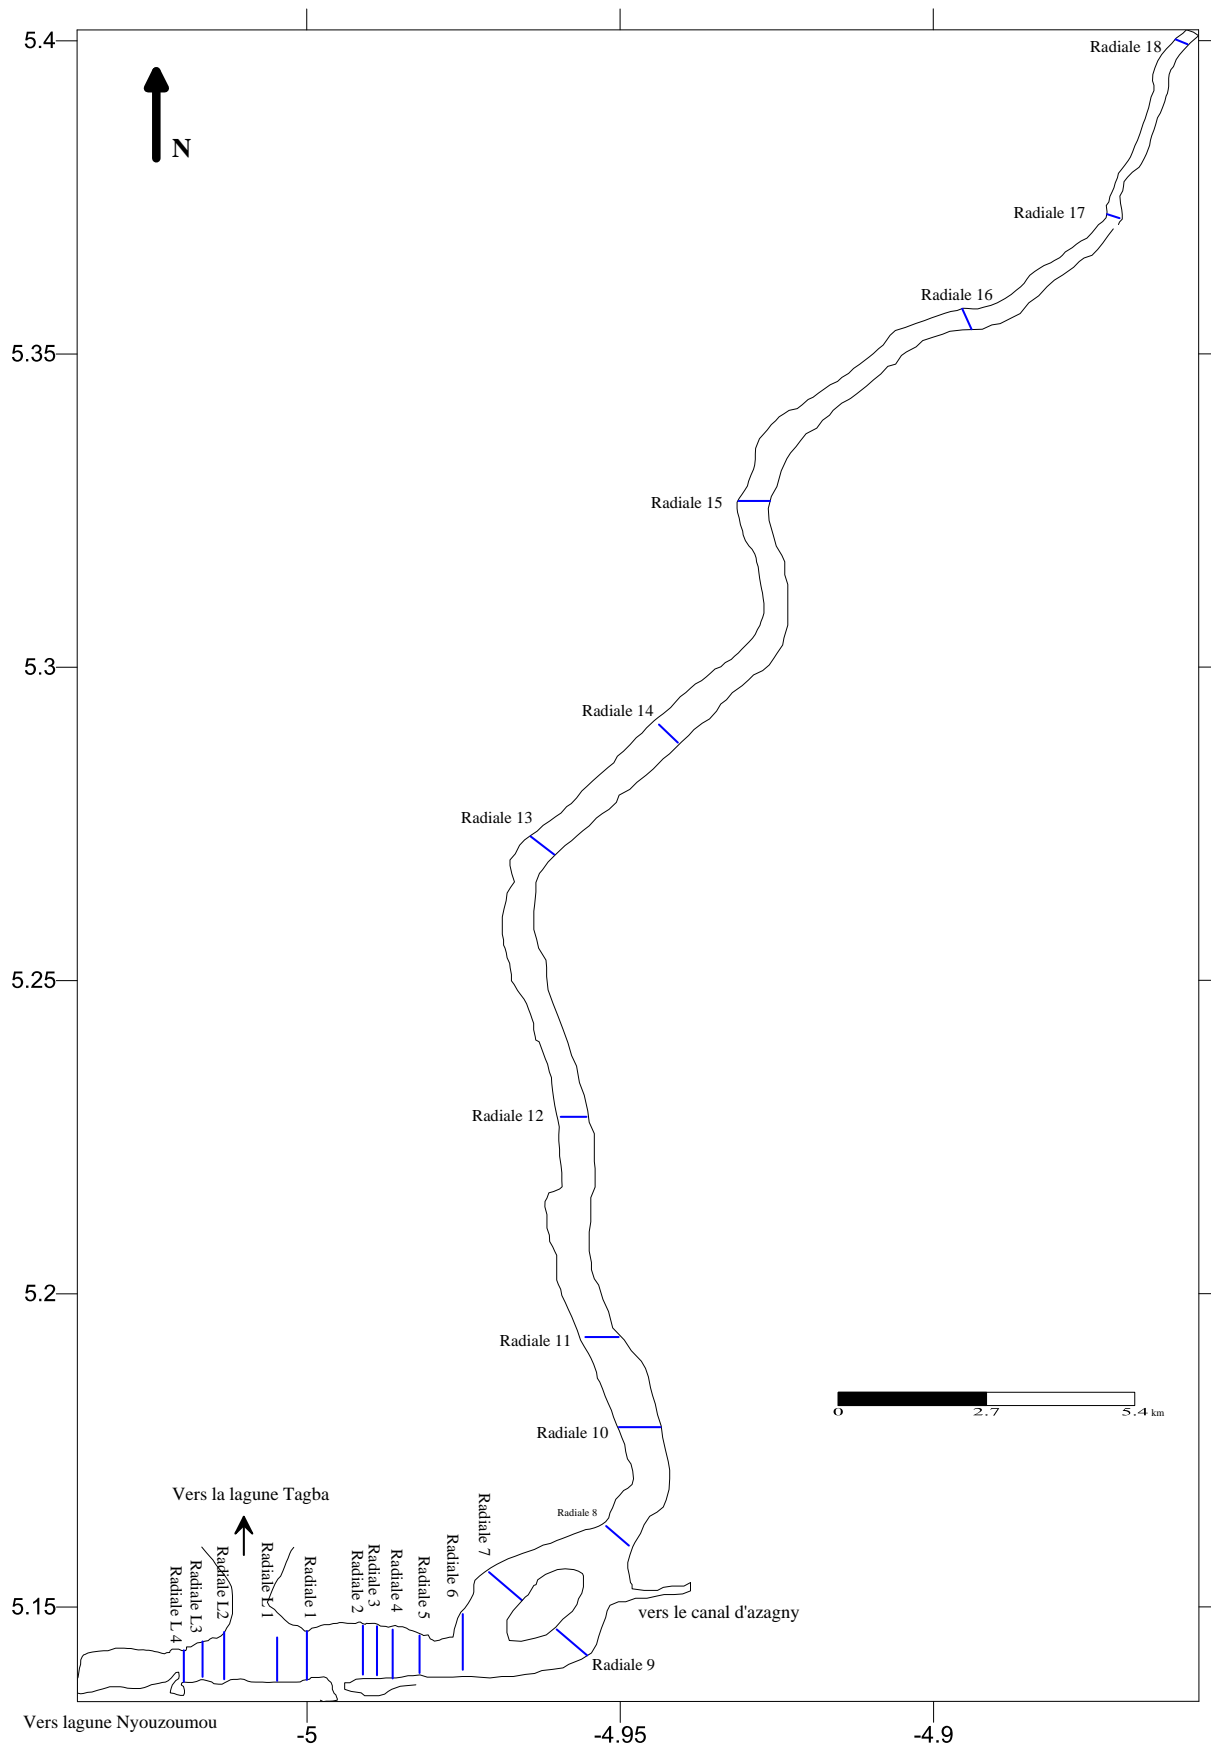 5.4
Radiale 18
N
Radiale 17
Radiale 16
5.35
Radiale 15
5.3
Radiale 14
Radiale 13
5.25
Radiale 12
5.2
Radiale 11
0 2.7 5.4 km
Radiale 10
Vers la lagune Tagba
Radiale 8
Radiale 7
Radiale 6
Radiale L 4
Radiale L3
Radiale L2
Radiale L 1
Radiale 1
Radiale 2
Radiale 3
Radiale 4
Radiale 5
5.15
vers le canal d'azagny
Radiale 9
Vers lagune Nyouzoumou
-5
-4.95
-4.9